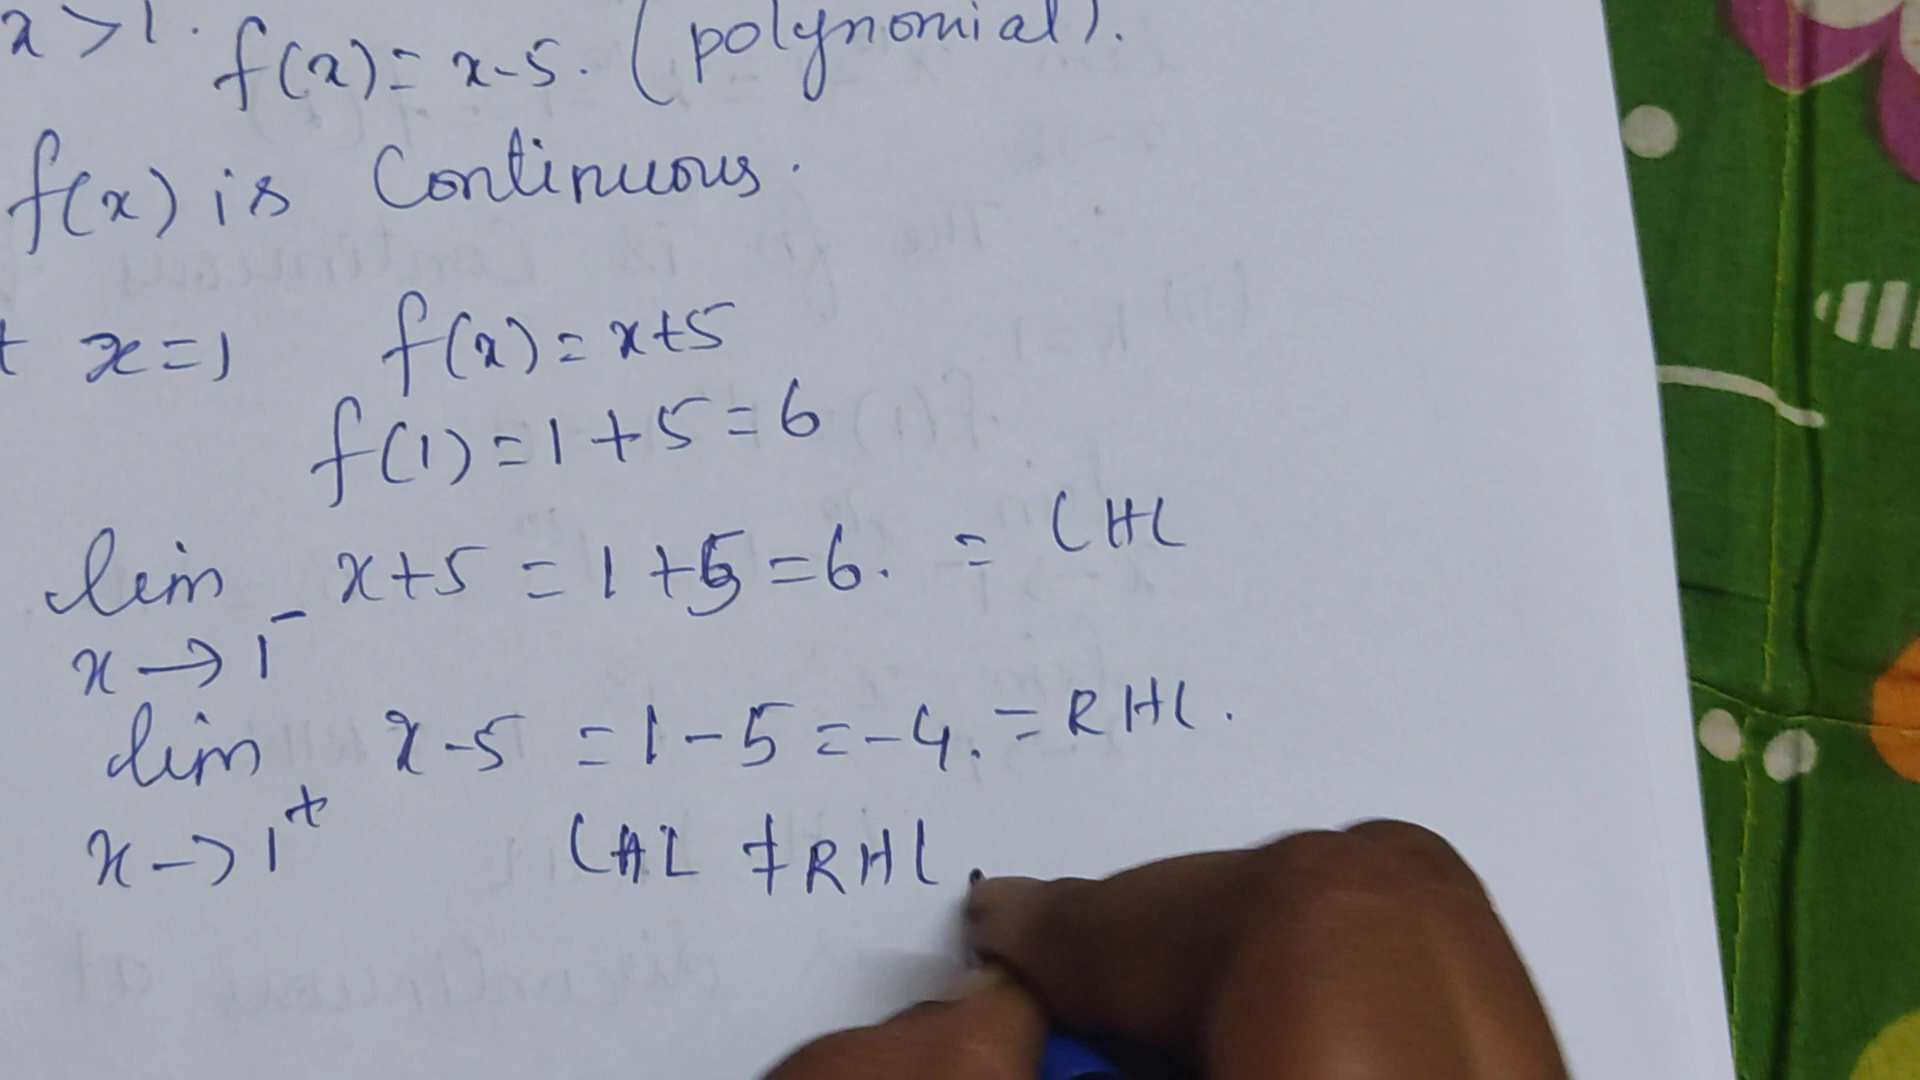 x > 1. f(x) = x-5. (polynomial).
f(x) is Continuous.
t x = 1 f(x) = x+5
f(1) = 1 + 5 = 6
lim x→1⁻ x+5 = 1 + 5 = 6. = LHL
lim x→1⁺ x-5 = 1 - 5 = -4. = RHL.
LHL ≠ RHL.